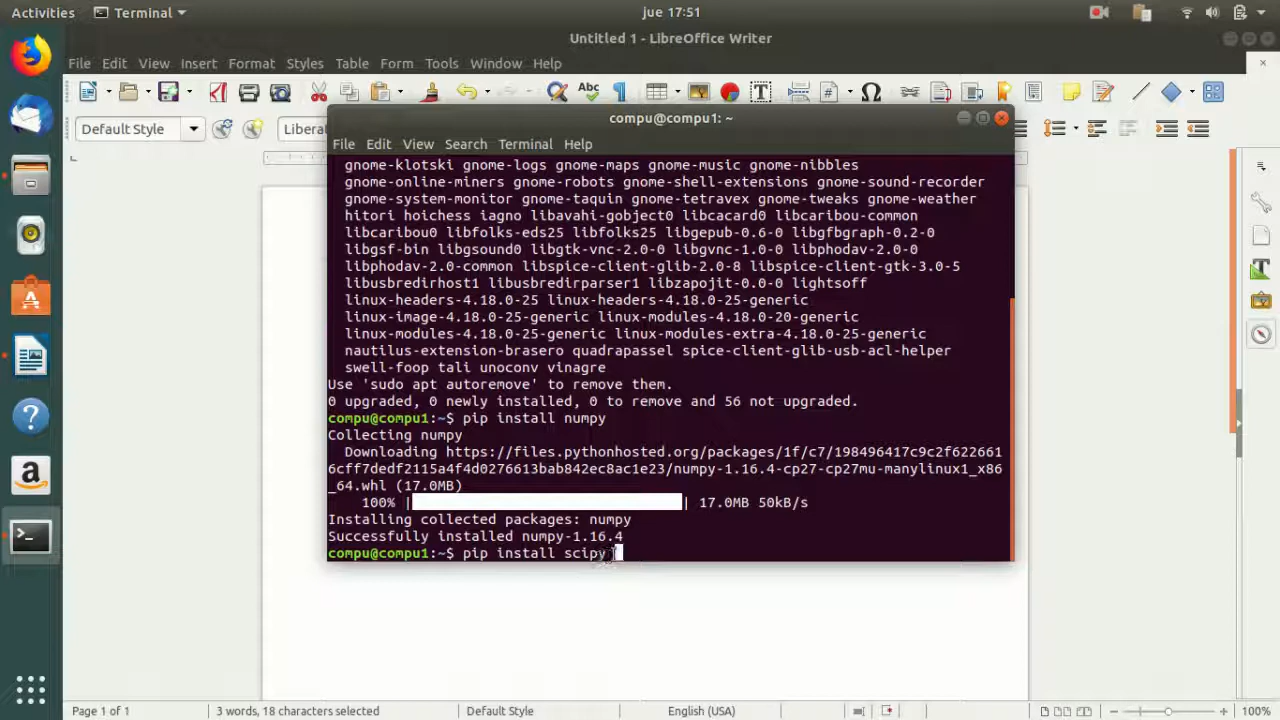 Activities Terminal jue 17:51
Untitled 1 - LibreOffice Writer
File Edit View Insert Format Styles Table Form Tools Window Help
Abc
Default Style Libera
compu@compu1: ~
File Edit View Search Terminal Help
gnome-klotski gnome-logs gnome-maps gnome-music gnome-nibbles
gnome-online-miners gnome-robots gnome-shell-extensions gnome-sound-recorder
gnome-system-monitor gnome-taquin gnome-tetravex gnome-tweaks gnome-weather
hitori hoichess iagno libavahi-gobject0 libcacard0 libcaribou-common
libcaribou0 libfolks-eds25 libfolks25 libgepub-0.6-0 libgfbgraph-0.2-0
libgsf-bin libgsound0 libgtk-vnc-2.0-0 libgvnc-1.0-0 libphodav-2.0-0
libphodav-2.0-common libspice-client-glib-2.0-8 libspice-client-gtk-3.0-5
libusbredirhost1 libusbredirparser1 libzapojit-0.0-0 lightsoff
linux-headers-4.18.0-25 linux-headers-4.18.0-25-generic
linux-image-4.18.0-25-generic linux-modules-4.18.0-20-generic
linux-modules-4.18.0-25-generic linux-modules-extra-4.18.0-25-generic
nautilus-extension-brasero quadrapassel spice-client-glib-usb-acl-helper
swell-foop tali unoconv vinagre
Use 'sudo apt autoremove' to remove them.
0 upgraded, 0 newly installed, 0 to remove and 56 not upgraded.
compu@compu1:~$ pip install numpy
Collecting numpy
Downloading https://files.pythonhosted.org/packages/1f/c7/198496417c9c2f622661
6cff7dedf2115a4f4d0276613bab842ec8ac1e23/numpy-1.16.4-cp27-cp27mu-manylinux1_x86
_64.whl (17.0MB)
100% | | 17.0MB 50kB/s
Installing collected packages: numpy
Successfully installed numpy-1.16.4
compu@compu1:~$ pip install scipy
Page 1 of 1 3 words, 18 characters selected Default Style English (USA) 100%